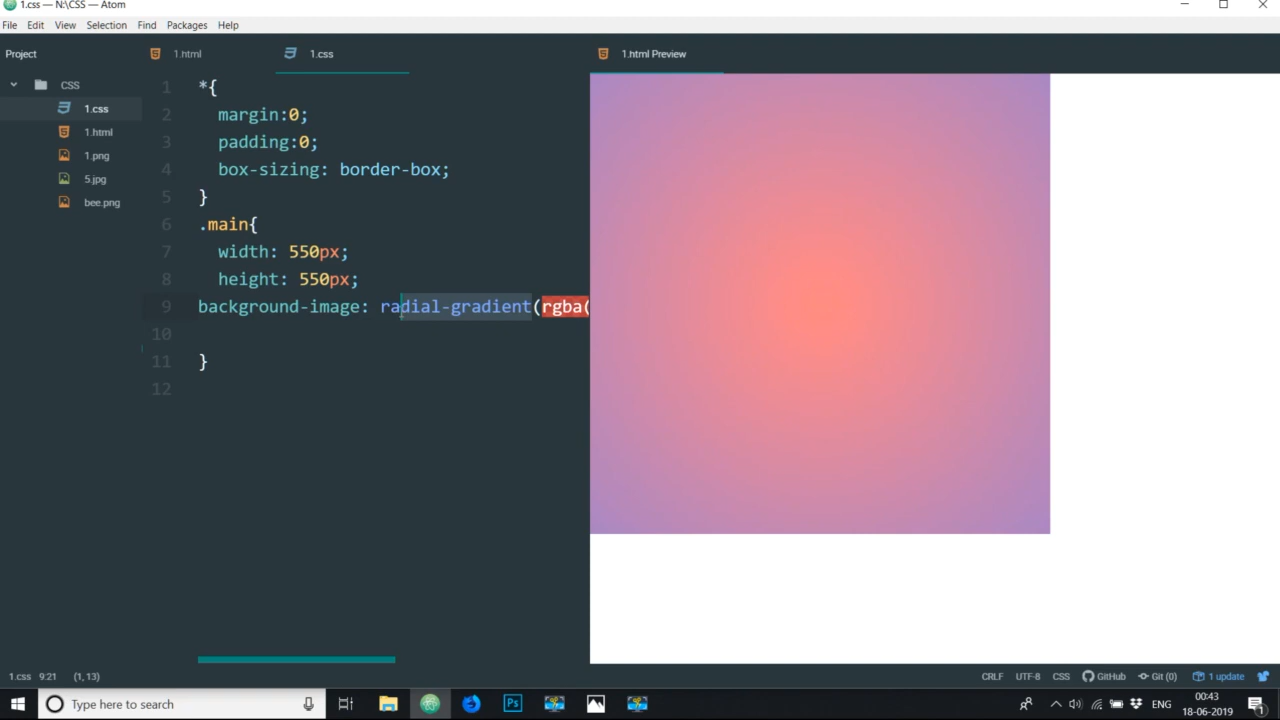 1.css — N:\CSS — Atom
File Edit View Selection Find Packages Help
Project
1.html
1.css
1.html Preview
CSS
1.css
1.html
1.png
5.jpg
bee.png
1 *{
2 margin:0;
3 padding:0;
4 box-sizing: border-box;
5 }
6 .main{
7 width: 550px;
8 height: 550px;
9 background-image: radial-gradient(rgba(
10
11 }
12
1.css 9:21 (1, 13)
CRLF UTF-8 CSS GitHub Git (0) 1 update
Type here to search
Ps
ENG
00:43
18-06-2019
1